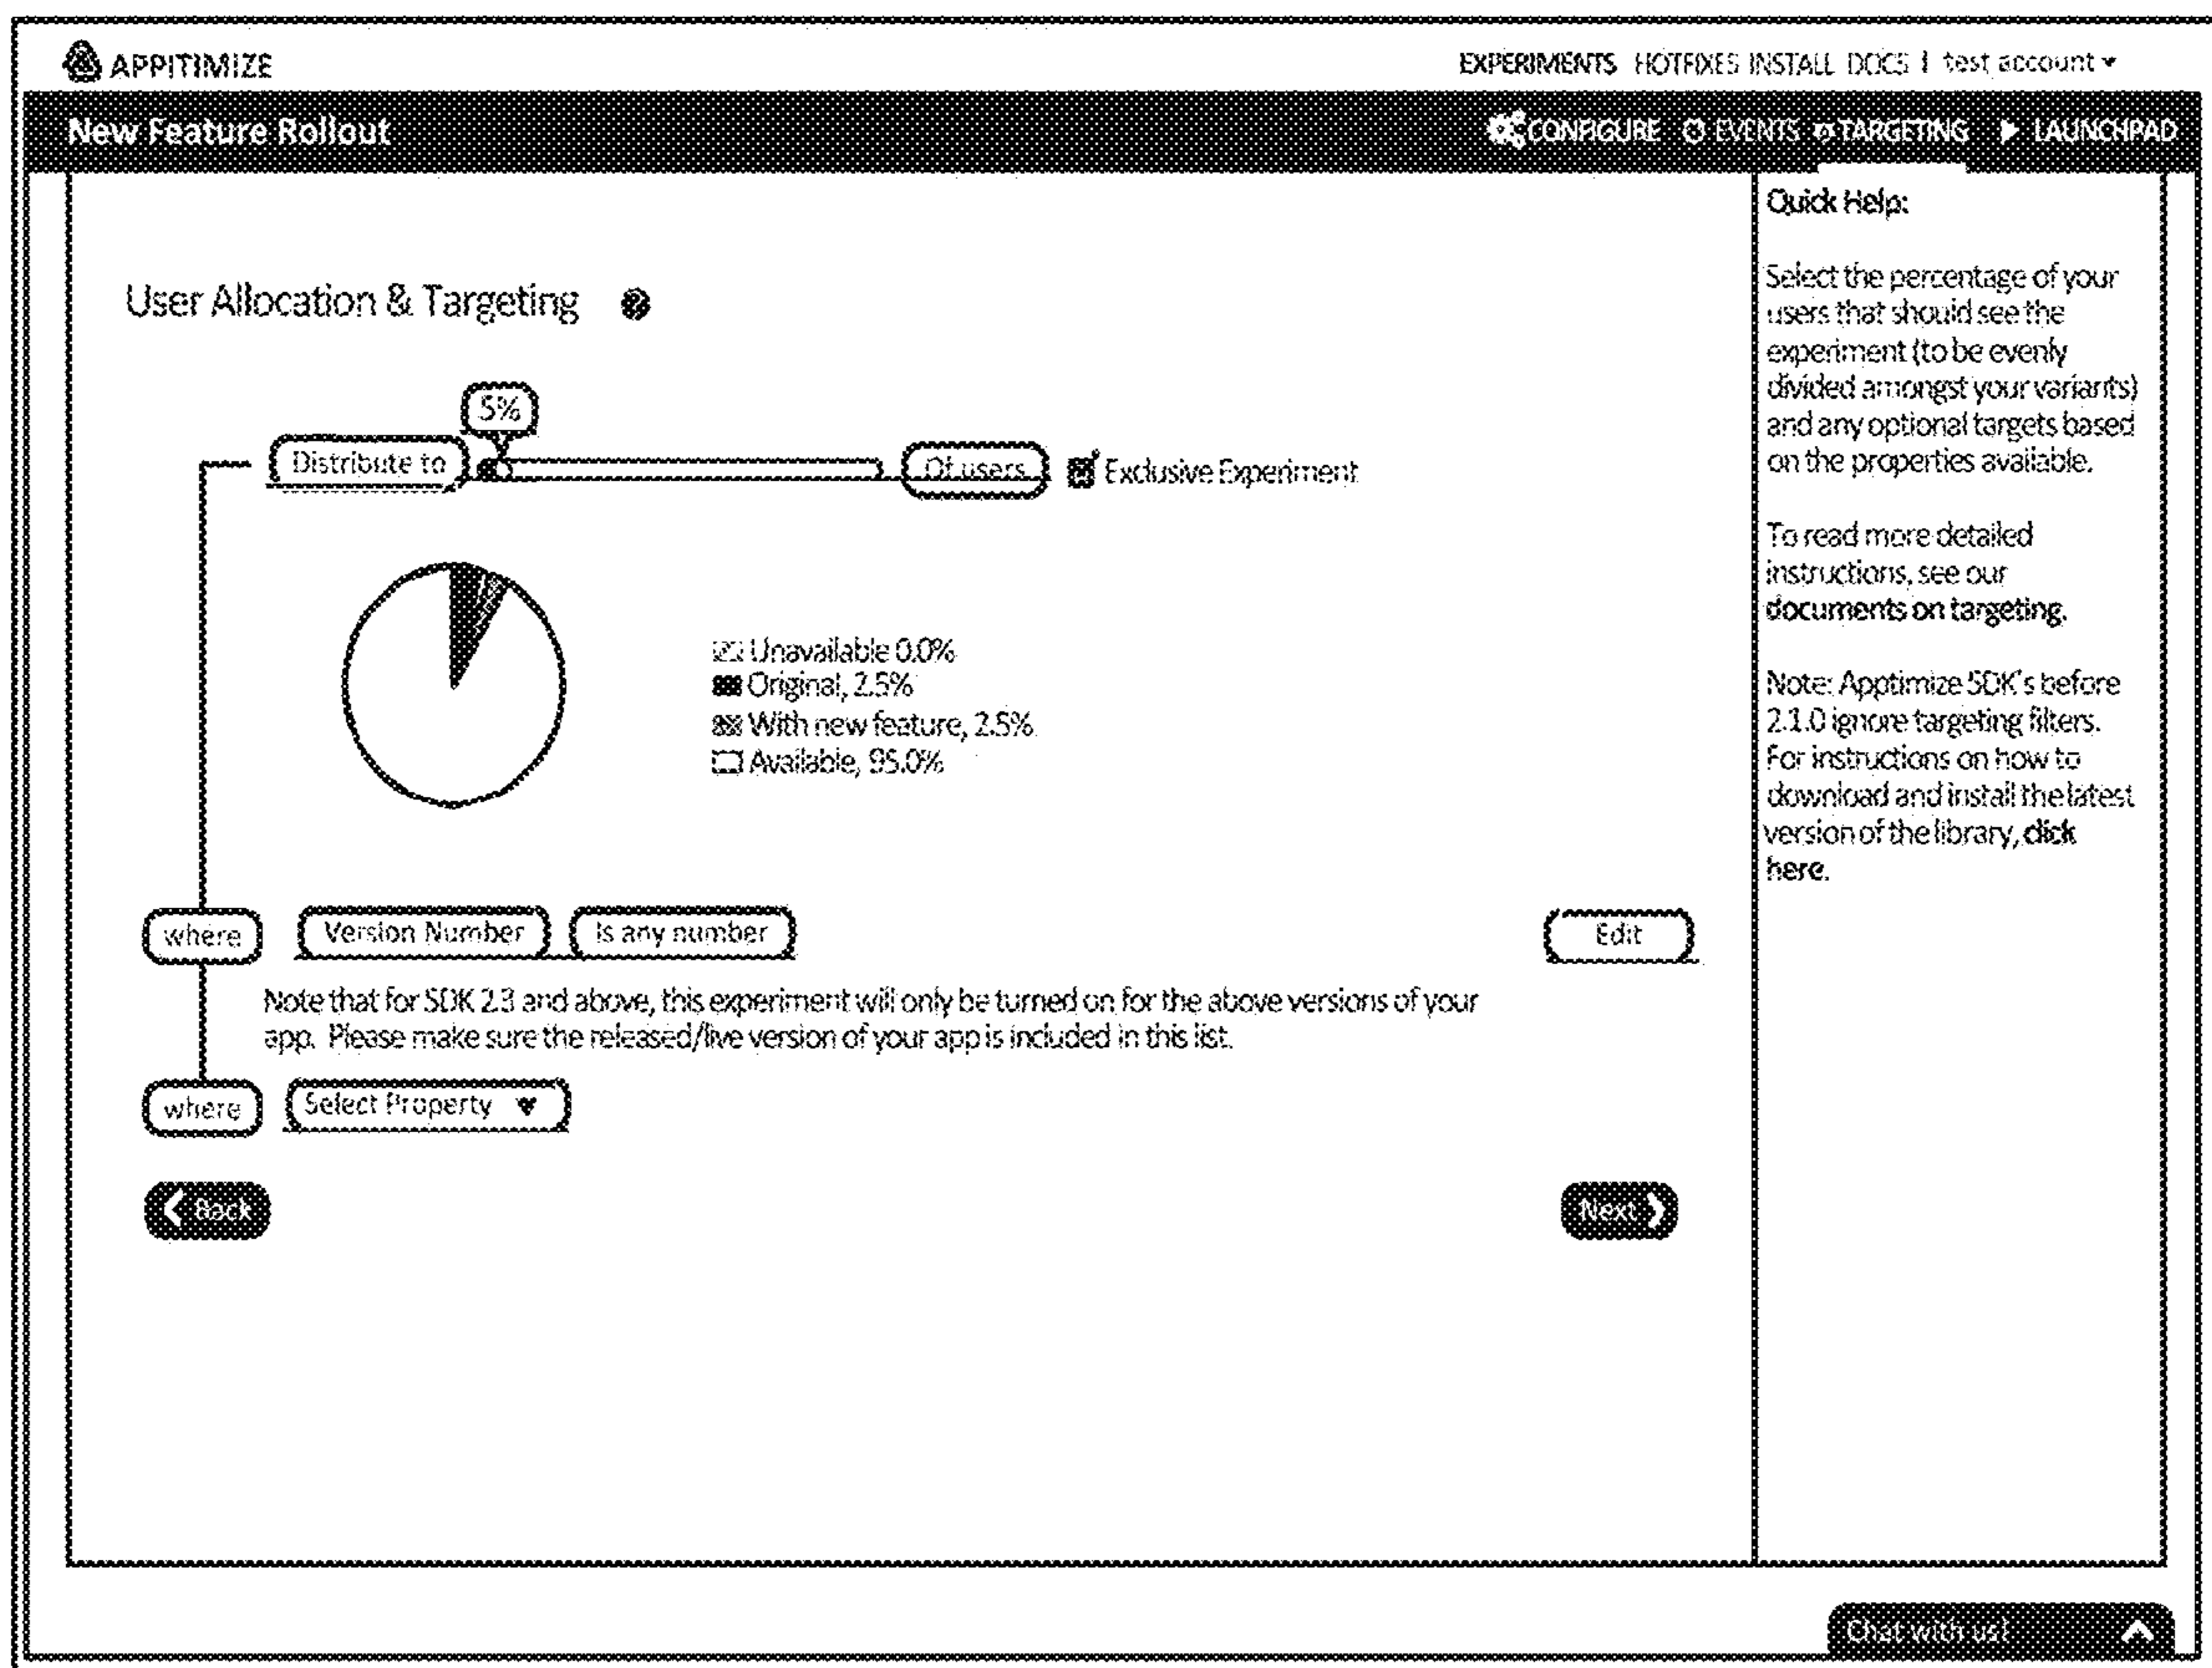 APPITIMIZE
EXPERIMENTS HOTFIXES INSTALL DOCS | test account
New Feature Rollout
CONFIGURE EVENTS TARGETING LAUNCHPAD
User Allocation & Targeting
5%
Distribute to
Of users
Exclusive Experiment
Unavailable 0.0%
Original, 2.5%
With new feature, 2.5%
Available, 95.0%
where
Version Number
Is any number
Edit
Note that for SDK 2.3 and above, this experiment will only be turned on for the above versions of your
app. Please make sure the released/live version of your app is included in this list.
where
Select Property
Back
Next
Quick Help:
Select the percentage of your
users that should see the
experiment (to be evenly
divided amongst your variants)
and any optional targets based
on the properties available.
To read more detailed
instructions, see our
documents on targeting.
Note: Apptimize SDK's before
2.1.0 ignore targeting filters.
For instructions on how to
download and install the latest
version of the library, click
here.
Chat with us!